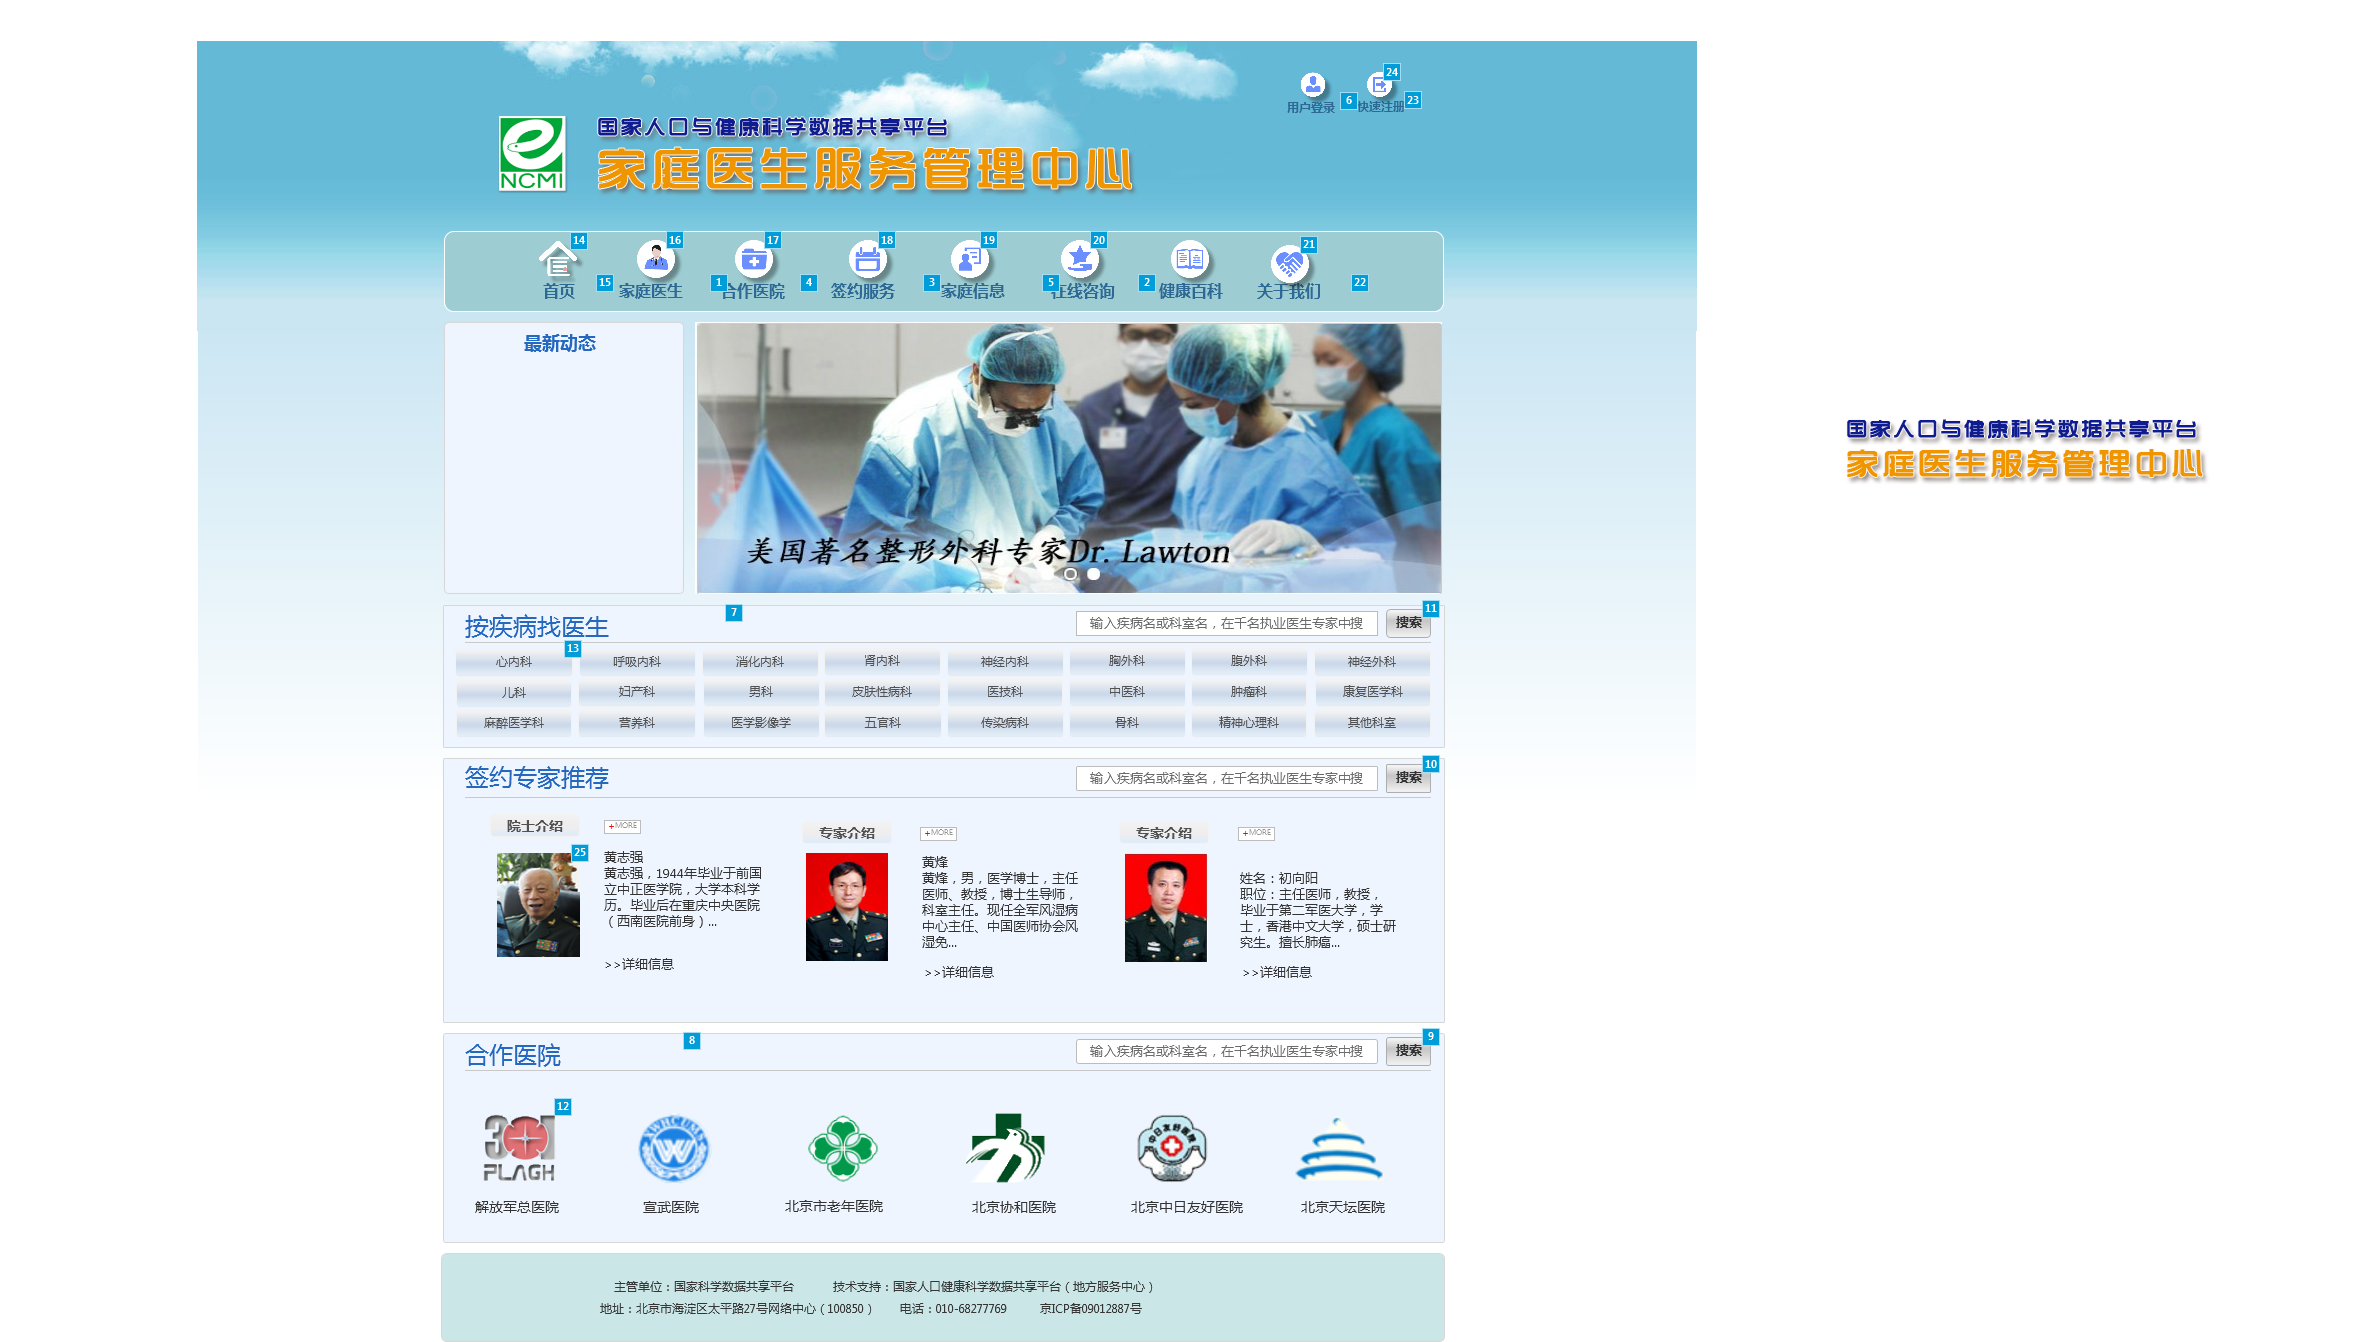 24
用户登录 6 快速注册 23
国家人口与健康科学数据共享平台
家庭医生服务管理中心
NCMI
14 16 17 18 19 20 21
首页 15 家庭医生 1 合作医院 4 签约服务 3 家庭信息 5 在线咨询 2 健康百科 关于我们 22
最新动态
美国著名整形外科专家Dr. Lawton
国家人口与健康科学数据共享平台
家庭医生服务管理中心
7
按疾病找医生 输入疾病名或科室名，在千名执业医生专家中搜 搜索 11
13
心内科 呼吸内科 消化内科 肾内科 神经内科 胸外科 腹外科 神经外科
儿科 妇产科 男科 皮肤性病科 医技科 中医科 肿瘤科 康复医学科
麻醉医学科 营养科 医学影像学 五官科 传染病科 骨科 精神心理科 其他科室
签约专家推荐 输入疾病名或科室名，在千名执业医生专家中搜 搜索 10
院士介绍 +MORE
25
黄志强
黄志强，1944年毕业于前国
立中正医学院，大学本科学
历。毕业后在重庆中央医院
（西南医院前身）...
>>详细信息
专家介绍 +MORE
黄烽
黄烽，男，医学博士，主任
医师、教授，博士生导师，
科室主任。现任全军风湿病
中心主任、中国医师协会风
湿免...
>>详细信息
专家介绍 +MORE
姓名：初向阳
职位：主任医师，教授，
毕业于第二军医大学，学
士，香港中文大学，硕士研
究生。擅长肺癌...
>>详细信息
8
合作医院 输入疾病名或科室名，在千名执业医生专家中搜 搜索 9
12
301
PLAGH
XWHCUMS
W
中日友好医院
解放军总医院 宣武医院 北京市老年医院 北京协和医院 北京中日友好医院 北京天坛医院
主管单位：国家科学数据共享平台 技术支持：国家人口健康科学数据共享平台（地方服务中心）
地址：北京市海淀区太平路27号网络中心（100850） 电话：010-68277769 京ICP备09012887号